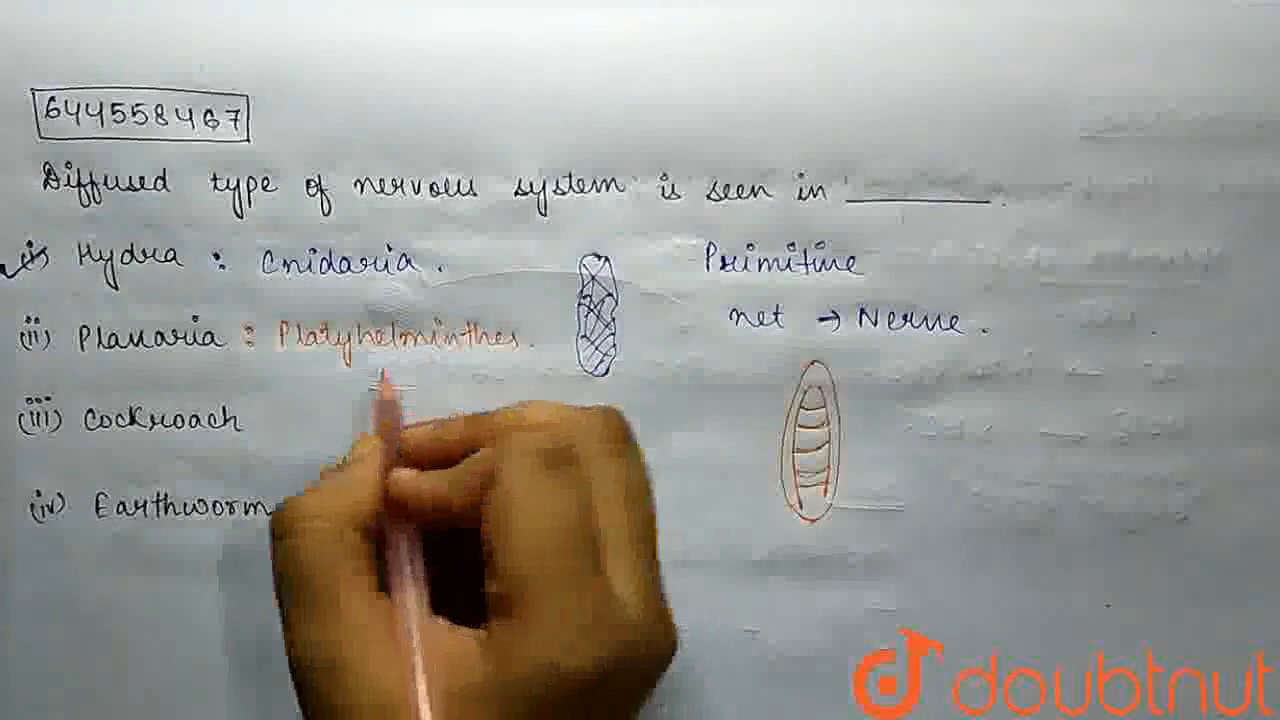 644558467
Diffused type of nervous system is seen in ________.
(i) Hydra : Cnidaria.
Primitive
net → Nerve.
(ii) Planaria : Platyhelminthes.
(iii) Cockroach
(iv) Earthworm
doubtnut